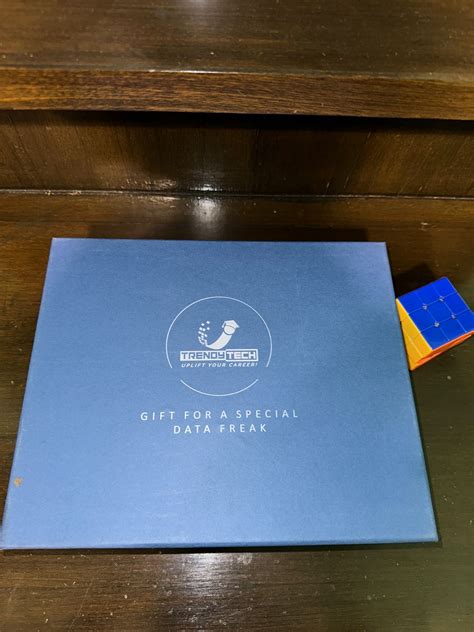 TRENDYTECH
UPLIFT YOUR CAREER!
GIFT FOR A SPECIAL
DATA FREAK